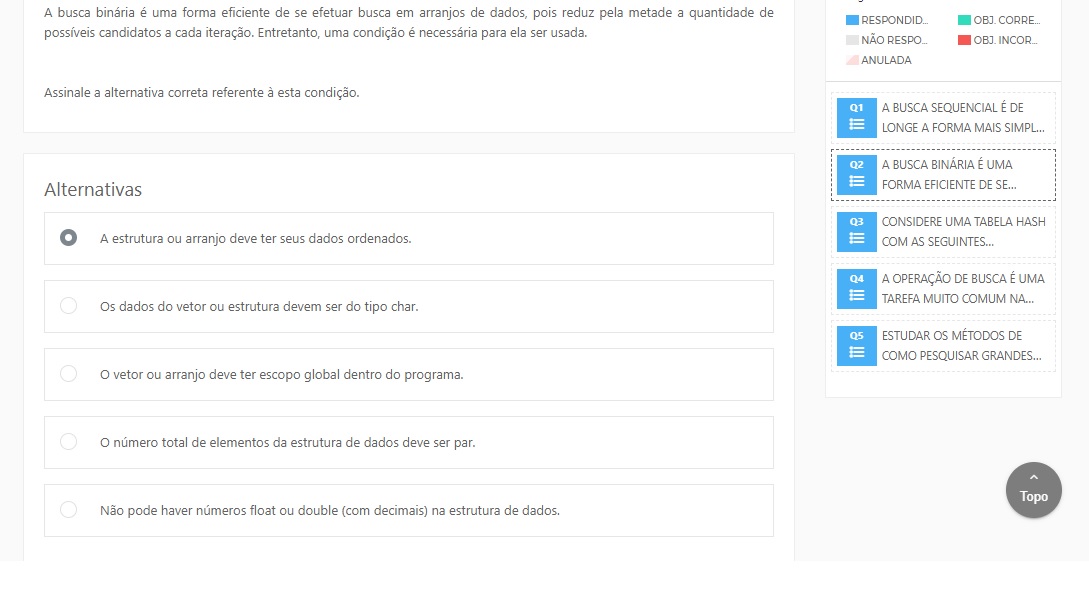 A busca binária é uma forma eficiente de se efetuar busca em arranjos de dados, pois reduz pela metade a quantidade de
possíveis candidatos a cada iteração. Entretanto, uma condição é necessária para ela ser usada.
Assinale a alternativa correta referente à esta condição.
Alternativas
A estrutura ou arranjo deve ter seus dados ordenados.
Os dados do vetor ou estrutura devem ser do tipo char.
O vetor ou arranjo deve ter escopo global dentro do programa.
O número total de elementos da estrutura de dados deve ser par.
Não pode haver números float ou double (com decimais) na estrutura de dados.
RESPONDID...
OBJ. CORRE...
NÃO RESPO...
OBJ. INCOR...
ANULADA
Q1
A BUSCA SEQUENCIAL É DE
LONGE A FORMA MAIS SIMPL...
Q2
A BUSCA BINÁRIA É UMA
FORMA EFICIENTE DE SE...
Q3
CONSIDERE UMA TABELA HASH
COM AS SEGUINTES...
Q4
A OPERAÇÃO DE BUSCA É UMA
TAREFA MUITO COMUM NA...
Q5
ESTUDAR OS MÉTODOS DE
COMO PESQUISAR GRANDES...
Topo